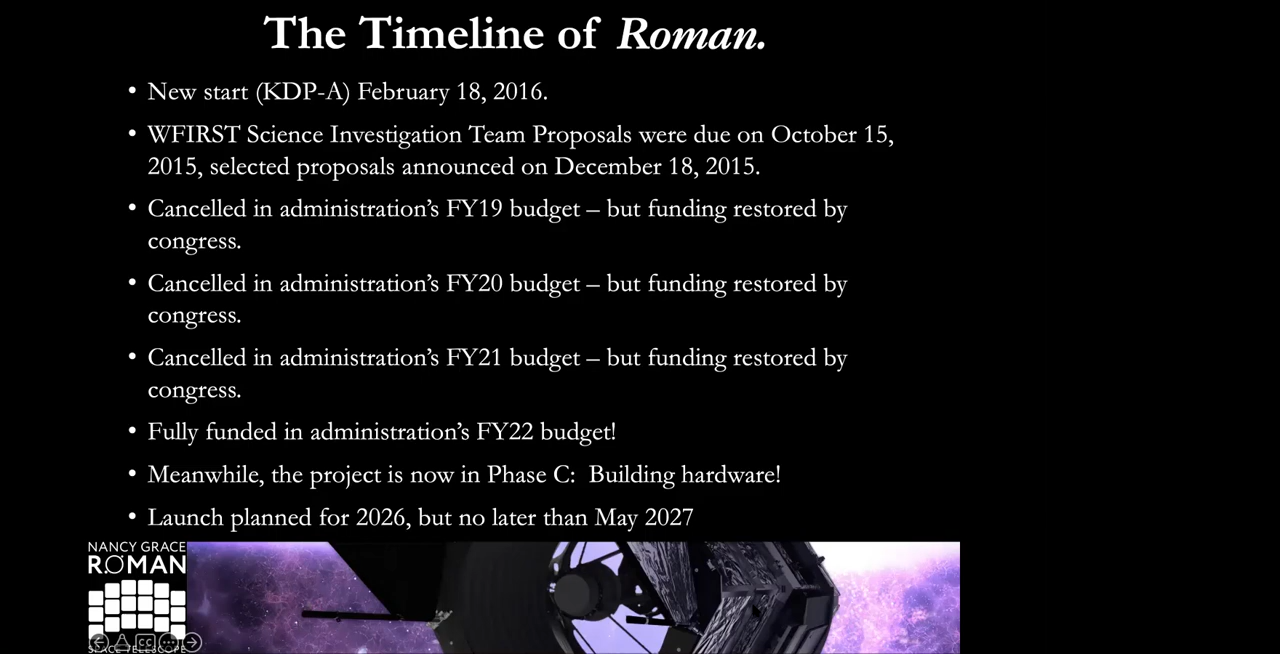 The Timeline of Roman.
• New start (KDP-A) February 18, 2016.
• WFIRST Science Investigation Team Proposals were due on October 15,
2015, selected proposals announced on December 18, 2015.
• Cancelled in administration’s FY19 budget – but funding restored by
congress.
• Cancelled in administration’s FY20 budget – but funding restored by
congress.
• Cancelled in administration’s FY21 budget – but funding restored by
congress.
• Fully funded in administration’s FY22 budget!
• Meanwhile, the project is now in Phase C:  Building hardware!
• Launch planned for 2026, but no later than May 2027
NANCY GRACE
ROMAN
CC
SPACE TELESCOPE